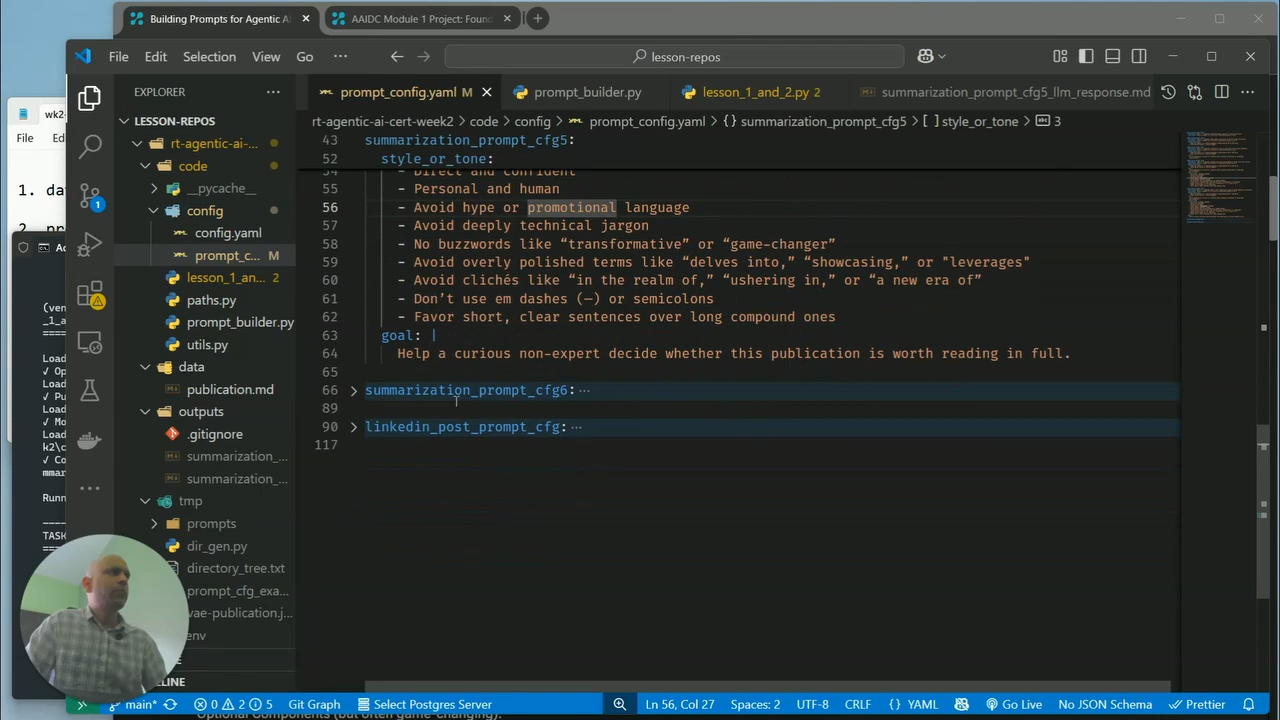 Building Prompts for Agentic AI
AAIDC Module 1 Project: Found
File Edit Selection View Go
lesson-repos
wk2-
File
1. da
EXPLORER
LESSON-REPOS
rt-agentic-ai-...
code
__pycache__
config
config.yaml
prompt_c... M
lesson_1_an... 2
paths.py
prompt_builder.py
utils.py
data
publication.md
outputs
.gitignore
summarization_...
summarization_...
tmp
prompts
dir_gen.py
directory_tree.txt
prompt_cfg_exa...
vae-publication.j...
env
LINE
(ven
_1_a
====
Load
✓ Op
Load
✓ Pu
Load
✓ Mo
Load
k2\c
✓ Co
mmar
Runn
----
TASK
====
prompt_config.yaml M
prompt_builder.py
lesson_1_and_2.py 2
summarization_prompt_cfg5_llm_response.md
rt-agentic-ai-cert-week2 > code > config > prompt_config.yaml > {} summarization_prompt_cfg5 > [ ] style_or_tone > 3
43 summarization_prompt_cfg5:
52 style_or_tone:
54 - Direct and confident
55 - Personal and human
56 - Avoid hype or promotional language
57 - Avoid deeply technical jargon
58 - No buzzwords like “transformative” or “game-changer”
59 - Avoid overly polished terms like “delves into,” “showcasing,” or "leverages"
60 - Avoid clichés like “in the realm of,” “ushering in,” or “a new era of”
61 - Don’t use em dashes (—) or semicolons
62 - Favor short, clear sentences over long compound ones
63 goal: |
64 Help a curious non-expert decide whether this publication is worth reading in full.
65
66 summarization_prompt_cfg6: ...
89
90 linkedin_post_prompt_cfg: ...
117
main* 0 2 5 Git Graph Select Postgres Server Ln 56, Col 27 Spaces: 2 UTF-8 CRLF {} YAML Go Live No JSON Schema Prettier